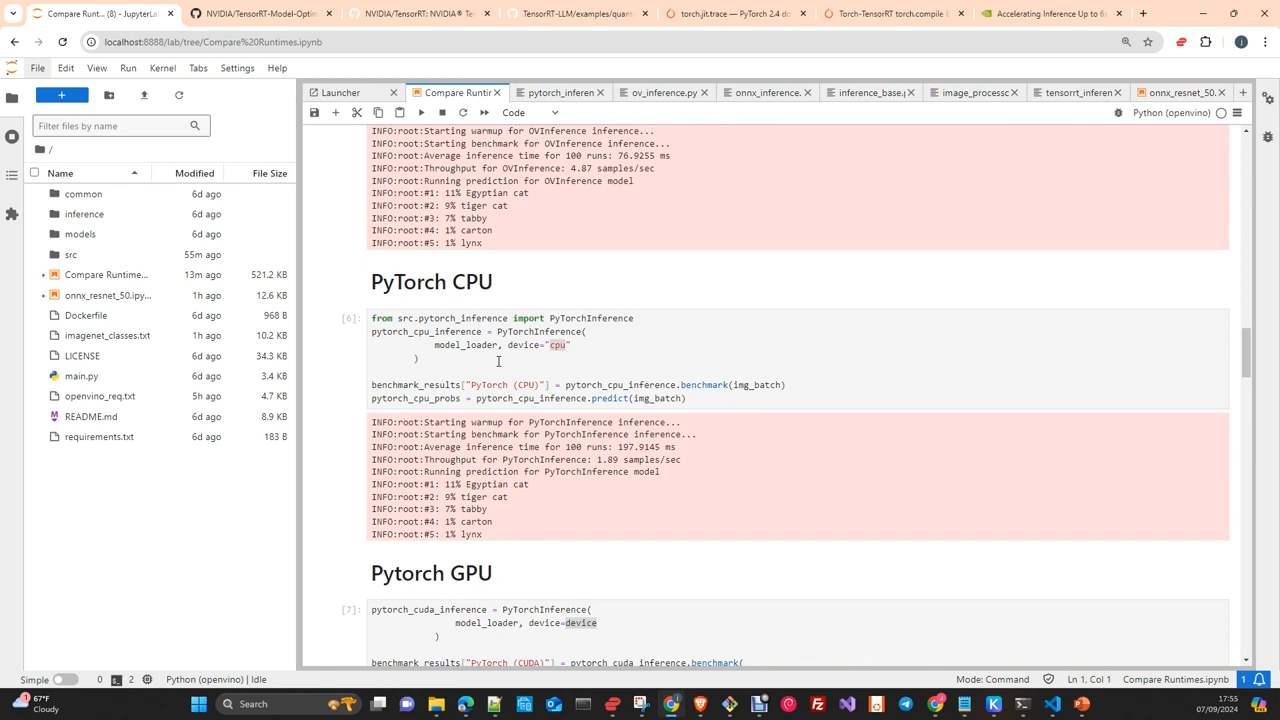 Compare Runtimes.ip... (8) - JupyterLab
NVIDIA/TensorRT-Model-Optim
NVIDIA/TensorRT: NVIDIA® Te
TensorRT-LLM/examples/quan
torch.jit.trace — PyTorch 2.4 do
Torch-TensorRT torch.compile B
Accelerating Inference Up to 6x
localhost:8888/lab/tree/Compare%20Runtimes.ipynb
File Edit View Run Kernel Tabs Settings Help
Launcher
Compare Runtir
pytorch_inferen
ov_inference.py
onnx_inference.
inference_base.p
image_processo
tensorrt_inferen
onnx_resnet_50.
Code
Python (openvino)
Filter files by name
/
Name Modified File Size
common 6d ago
inference 6d ago
models 6d ago
src 55m ago
Compare Runtime... 13m ago 521.2 KB
onnx_resnet_50.ipy... 1h ago 12.6 KB
Dockerfile 6d ago 968 B
imagenet_classes.txt 6d ago 10.2 KB
LICENSE 6d ago 34.3 KB
main.py 6d ago 3.4 KB
openvino_req.txt 5h ago 4.7 KB
README.md 6d ago 8.9 KB
requirements.txt 6d ago 183 B
INFO:root:Starting warmup for OVInference inference...
INFO:root:Starting benchmark for OVInference inference...
INFO:root:Average inference time for 100 runs: 76.9255 ms
INFO:root:Throughput for OVInference: 4.87 samples/sec
INFO:root:Running prediction for OVInference model
INFO:root:#1: 11% Egyptian cat
INFO:root:#2: 9% tiger cat
INFO:root:#3: 7% tabby
INFO:root:#4: 1% carton
INFO:root:#5: 1% lynx
PyTorch CPU
[6]:
from src.pytorch_inference import PyTorchInference
pytorch_cpu_inference = PyTorchInference(
model_loader, device="cpu"
)
benchmark_results["PyTorch (CPU)"] = pytorch_cpu_inference.benchmark(img_batch)
pytorch_cpu_probs = pytorch_cpu_inference.predict(img_batch)
INFO:root:Starting warmup for PyTorchInference inference...
INFO:root:Starting benchmark for PyTorchInference inference...
INFO:root:Average inference time for 100 runs: 197.9145 ms
INFO:root:Throughput for PyTorchInference: 1.89 samples/sec
INFO:root:Running prediction for PyTorchInference model
INFO:root:#1: 11% Egyptian cat
INFO:root:#2: 9% tiger cat
INFO:root:#3: 7% tabby
INFO:root:#4: 1% carton
INFO:root:#5: 1% lynx
Pytorch GPU
[7]:
pytorch_cuda_inference = PyTorchInference(
model_loader, device=device
)
benchmark_results["PyTorch (CUDA)"] = pytorch_cuda_inference.benchmark(
Simple 0 2 Python (openvino) | Idle
Mode: Command Ln 1, Col 1 Compare Runtimes.ipynb 1
67°F
Cloudy
Search
17:55
07/09/2024